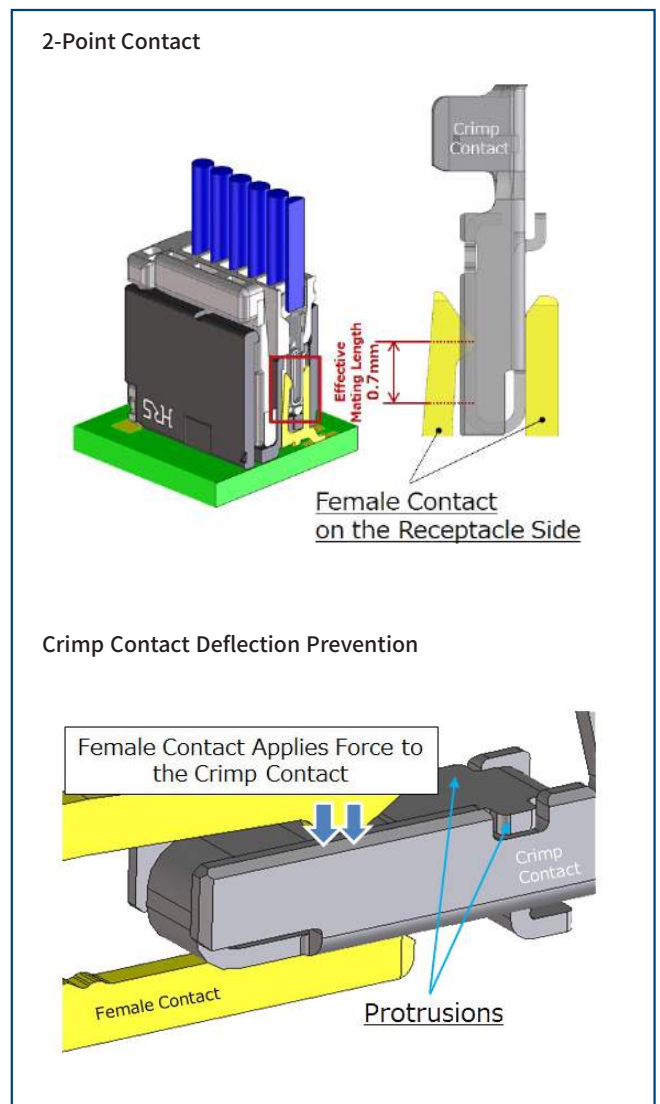 2-Point Contact
Crimp
Contact
Effective
Mating Length
0.7mm
HRS
Female Contact
on the Receptacle Side
Crimp Contact Deflection Prevention
Female Contact Applies Force to
the Crimp Contact
Crimp
Contact
Female Contact
Protrusions